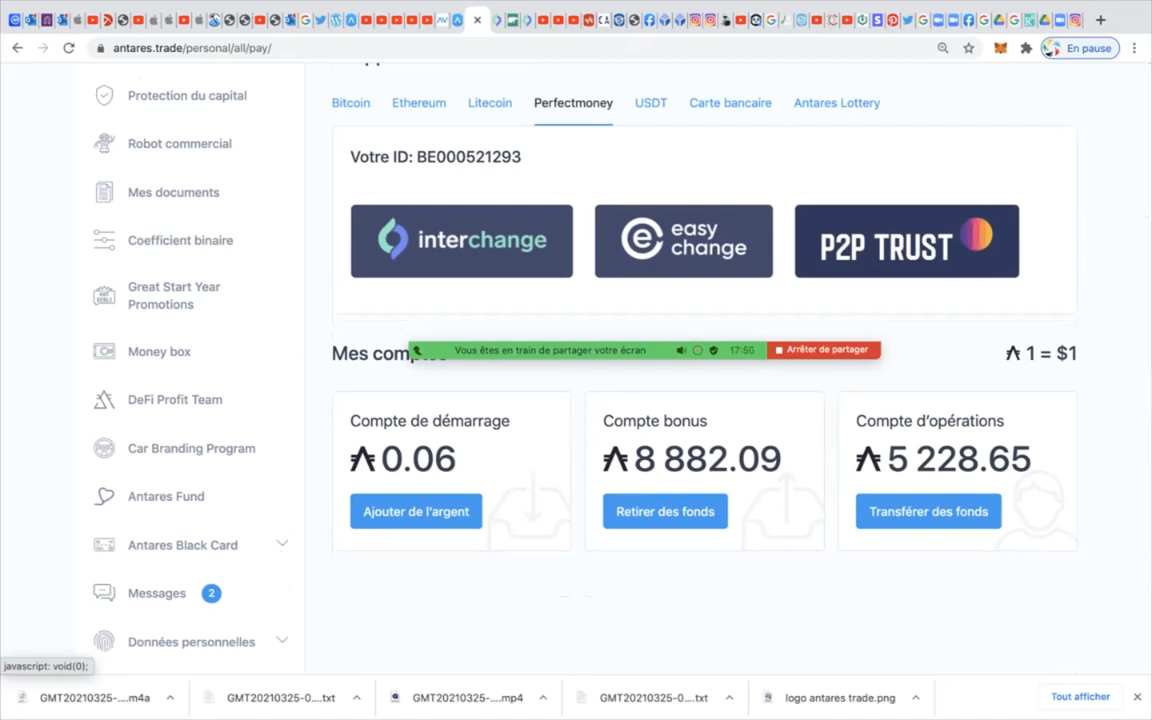 antares.trade/personal/all/pay/
En pause
Protection du capital
Robot commercial
Mes documents
Coefficient binaire
Great Start Year
Promotions
Money box
DeFi Profit Team
Car Branding Program
Antares Fund
Antares Black Card
Messages 2
Données personnelles
Bitcoin Ethereum Litecoin Perfectmoney USDT Carte bancaire Antares Lottery
Votre ID: BE000521293
interchange
easy
change
P2P TRUST
Vous êtes en train de partager votre écran
Arrêter de partager
Mes
1 = $1
Compte de démarrage
0.06
Ajouter de l'argent
Compte bonus
8 882.09
Retirer des fonds
Compte d'opérations
5 228.65
Transférer des fonds
javascript: void(0);
GMT20210325-....m4a
GMT20210325-0....txt
GMT20210325-....mp4
GMT20210325-0....txt
logo antares trade.png
Tout afficher